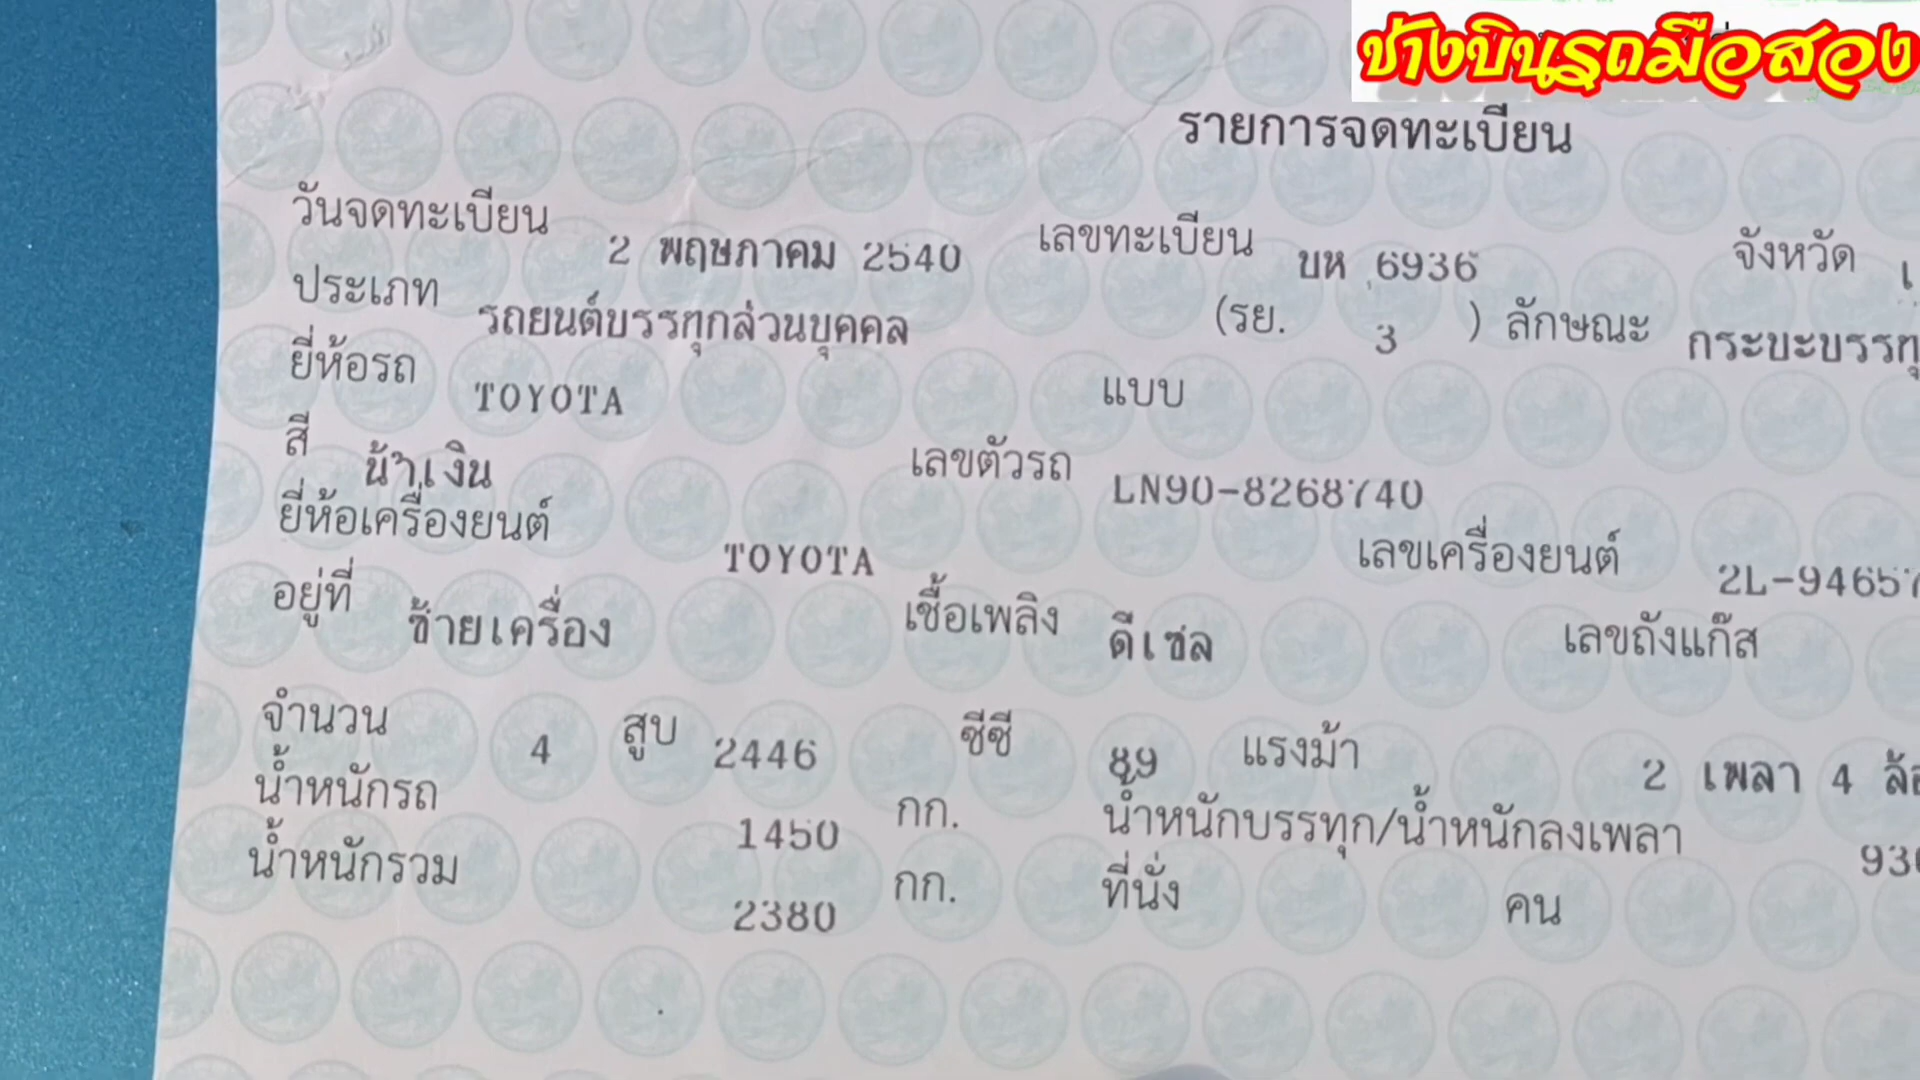 ช่างบินรถมือสอง
รายการจดทะเบียน
วันจดทะเบียน 2 พฤษภาคม 2540 เลขทะเบียน บห 6936 จังหวัด
ประเภท รถยนต์บรรทุกส่วนบุคคล (รย. 3 ) ลักษณะ กระบะบรรทุ
ยี่ห้อรถ TOYOTA แบบ
สี น้ำเงิน เลขตัวรถ LN90-8268740
ยี่ห้อเครื่องยนต์ TOYOTA เลขเครื่องยนต์ 2L-94657
อยู่ที่ ซ้ายเครื่อง เชื้อเพลิง ดีเซล เลขถังแก๊ส
จำนวน 4 สูบ 2446 ซีซี 89 แรงม้า 2 เพลา 4 ล้อ
น้ำหนักรถ 1450 กก. น้ำหนักบรรทุก/น้ำหนักลงเพลา 930
น้ำหนักรวม 2380 กก. ที่นั่ง คน